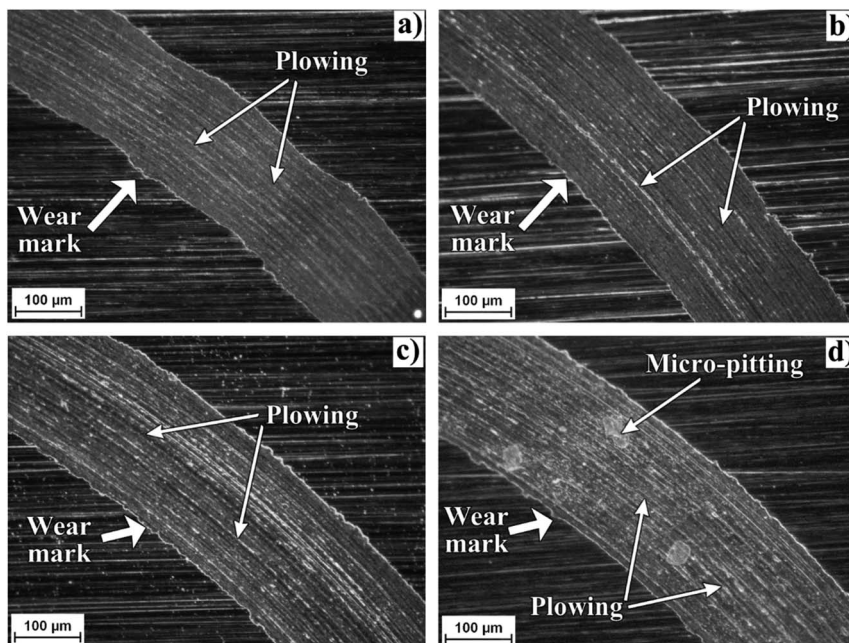 a)
Plowing
Wear
mark
100 µm
b)
Plowing
Wear
mark
100 µm
c)
Plowing
Wear
mark
100 µm
d)
Micro-pitting
Wear
mark
Plowing
100 µm